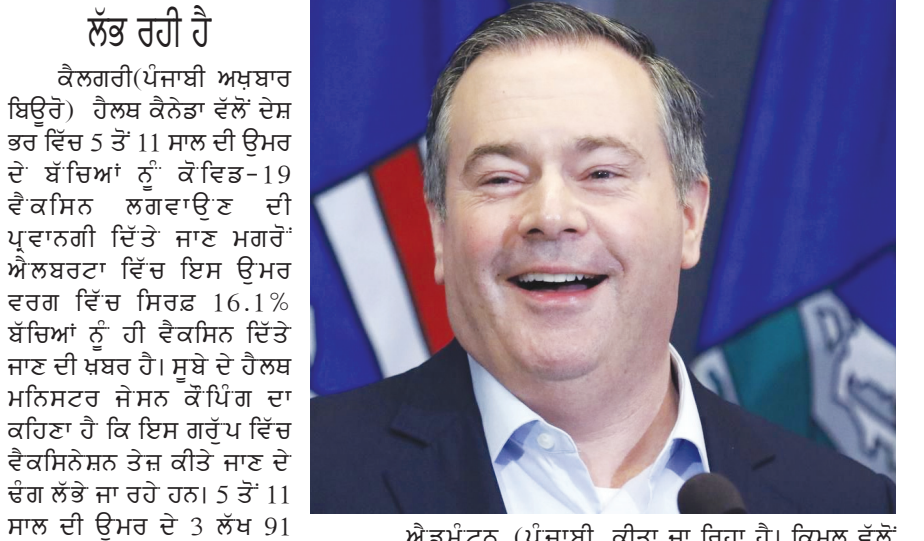 ਲੱਭ ਰਹੀ ਹੈ
ਕੈਲਗਰੀ(ਪੰਜਾਬੀ ਅਖ਼ਬਾਰ
ਬਿਊਰੋ) ਹੈਲਥ ਕੈਨੇਡਾ ਵੱਲੋਂ ਦੇਸ਼
ਭਰ ਵਿੱਚ 5 ਤੋਂ 11 ਸਾਲ ਦੀ ਉਮਰ
ਦੇ ਬੱਚਿਆਂ ਨੂੰ ਕੋਵਿਡ-19
ਵੈਕਸਿਨ ਲਗਵਾਉਣ ਦੀ
ਪ੍ਰਵਾਨਗੀ ਦਿੱਤੇ ਜਾਣ ਮਗਰੋਂ
ਐਲਬਰਟਾ ਵਿੱਚ ਇਸ ਉਮਰ
ਵਰਗ ਵਿੱਚ ਸਿਰਫ਼ 16.1%
ਬੱਚਿਆਂ ਨੂੰ ਹੀ ਵੈਕਸਿਨ ਦਿੱਤੇ
ਜਾਣ ਦੀ ਖ਼ਬਰ ਹੈ। ਸੂਬੇ ਦੇ ਹੈਲਥ
ਮਨਿਸਟਰ ਜੇਸਨ ਕੌਪਿੰਗ ਦਾ
ਕਹਿਣਾ ਹੈ ਕਿ ਇਸ ਗਰੁੱਪ ਵਿੱਚ
ਵੈਕਸਿਨੇਸ਼ਨ ਤੇਜ਼ ਕੀਤੇ ਜਾਣ ਦੇ
ਢੰਗ ਲੱਭੇ ਜਾ ਰਹੇ ਹਨ। 5 ਤੋਂ 11
ਸਾਲ ਦੀ ਉਮਰ ਦੇ 3 ਲੱਖ 91
ਐਡਮੰਟਨ (ਪੰਜਾਬੀ ਕੀਤਾ ਜਾ ਰਿਹਾ ਹੈ। ਕਿਮਲ ਵੱਲੋਂ